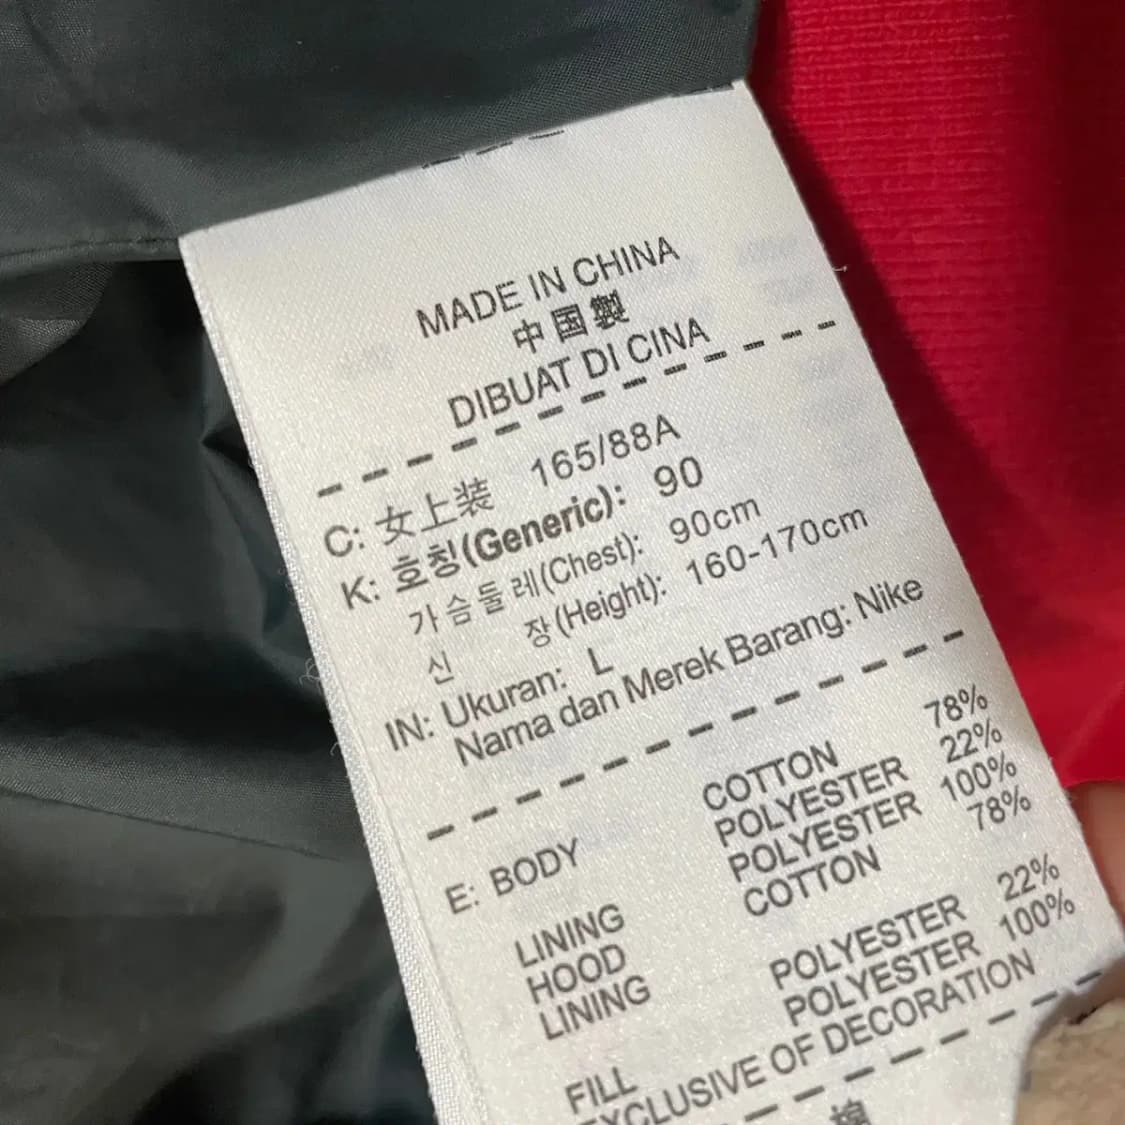 MADE IN CHINA
中国製
DIBUAT DI CINA
C: 女上装 165/88A
K: 호칭(Generic): 90
가슴둘레(Chest): 90cm
신 장(Height): 160-170cm
IN: Ukuran: L
Nama dan Merek Barang: Nike
E: BODY COTTON 78%
POLYESTER 22%
LINING POLYESTER 100%
HOOD LINING COTTON 78%
POLYESTER 22%
FILL POLYESTER 100%
EXCLUSIVE OF DECORATION